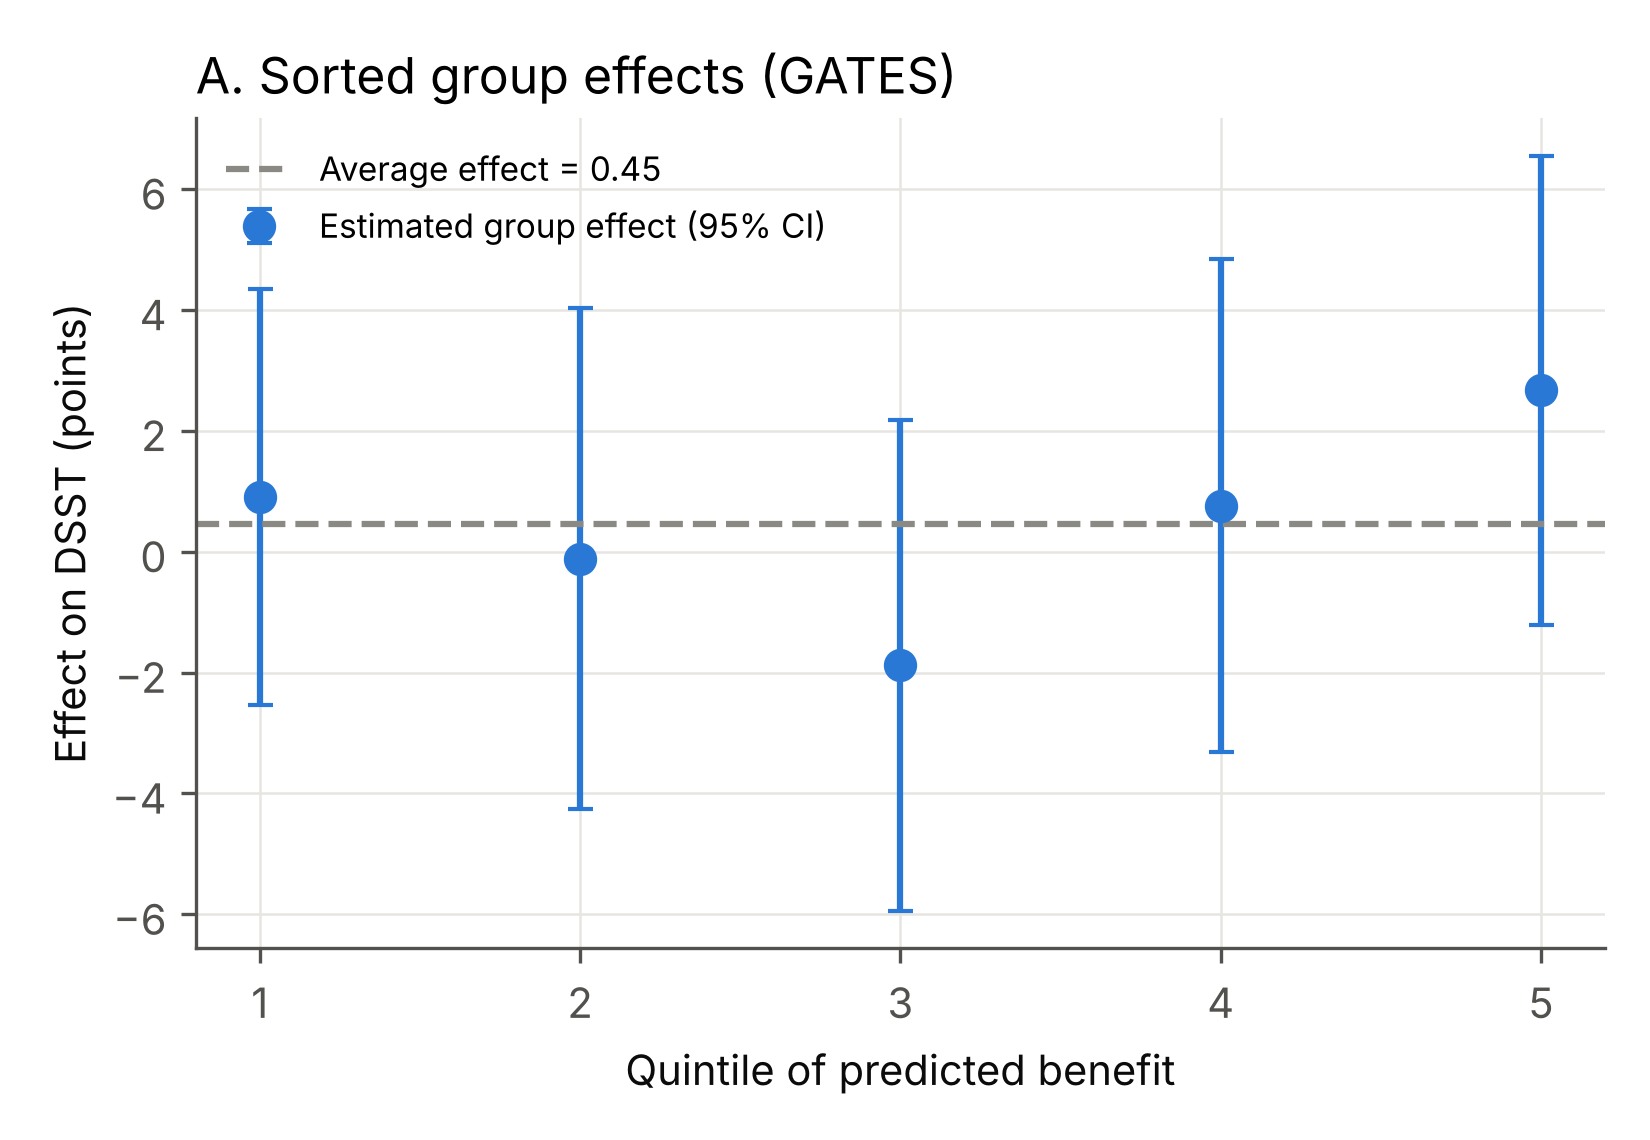 A. Sorted group effects (GATES)
Average effect = 0.45
Estimated group effect (95% CI)
6
4
2
0
−2
−4
−6
Effect on DSST (points)
1 2 3 4 5
Quintile of predicted benefit